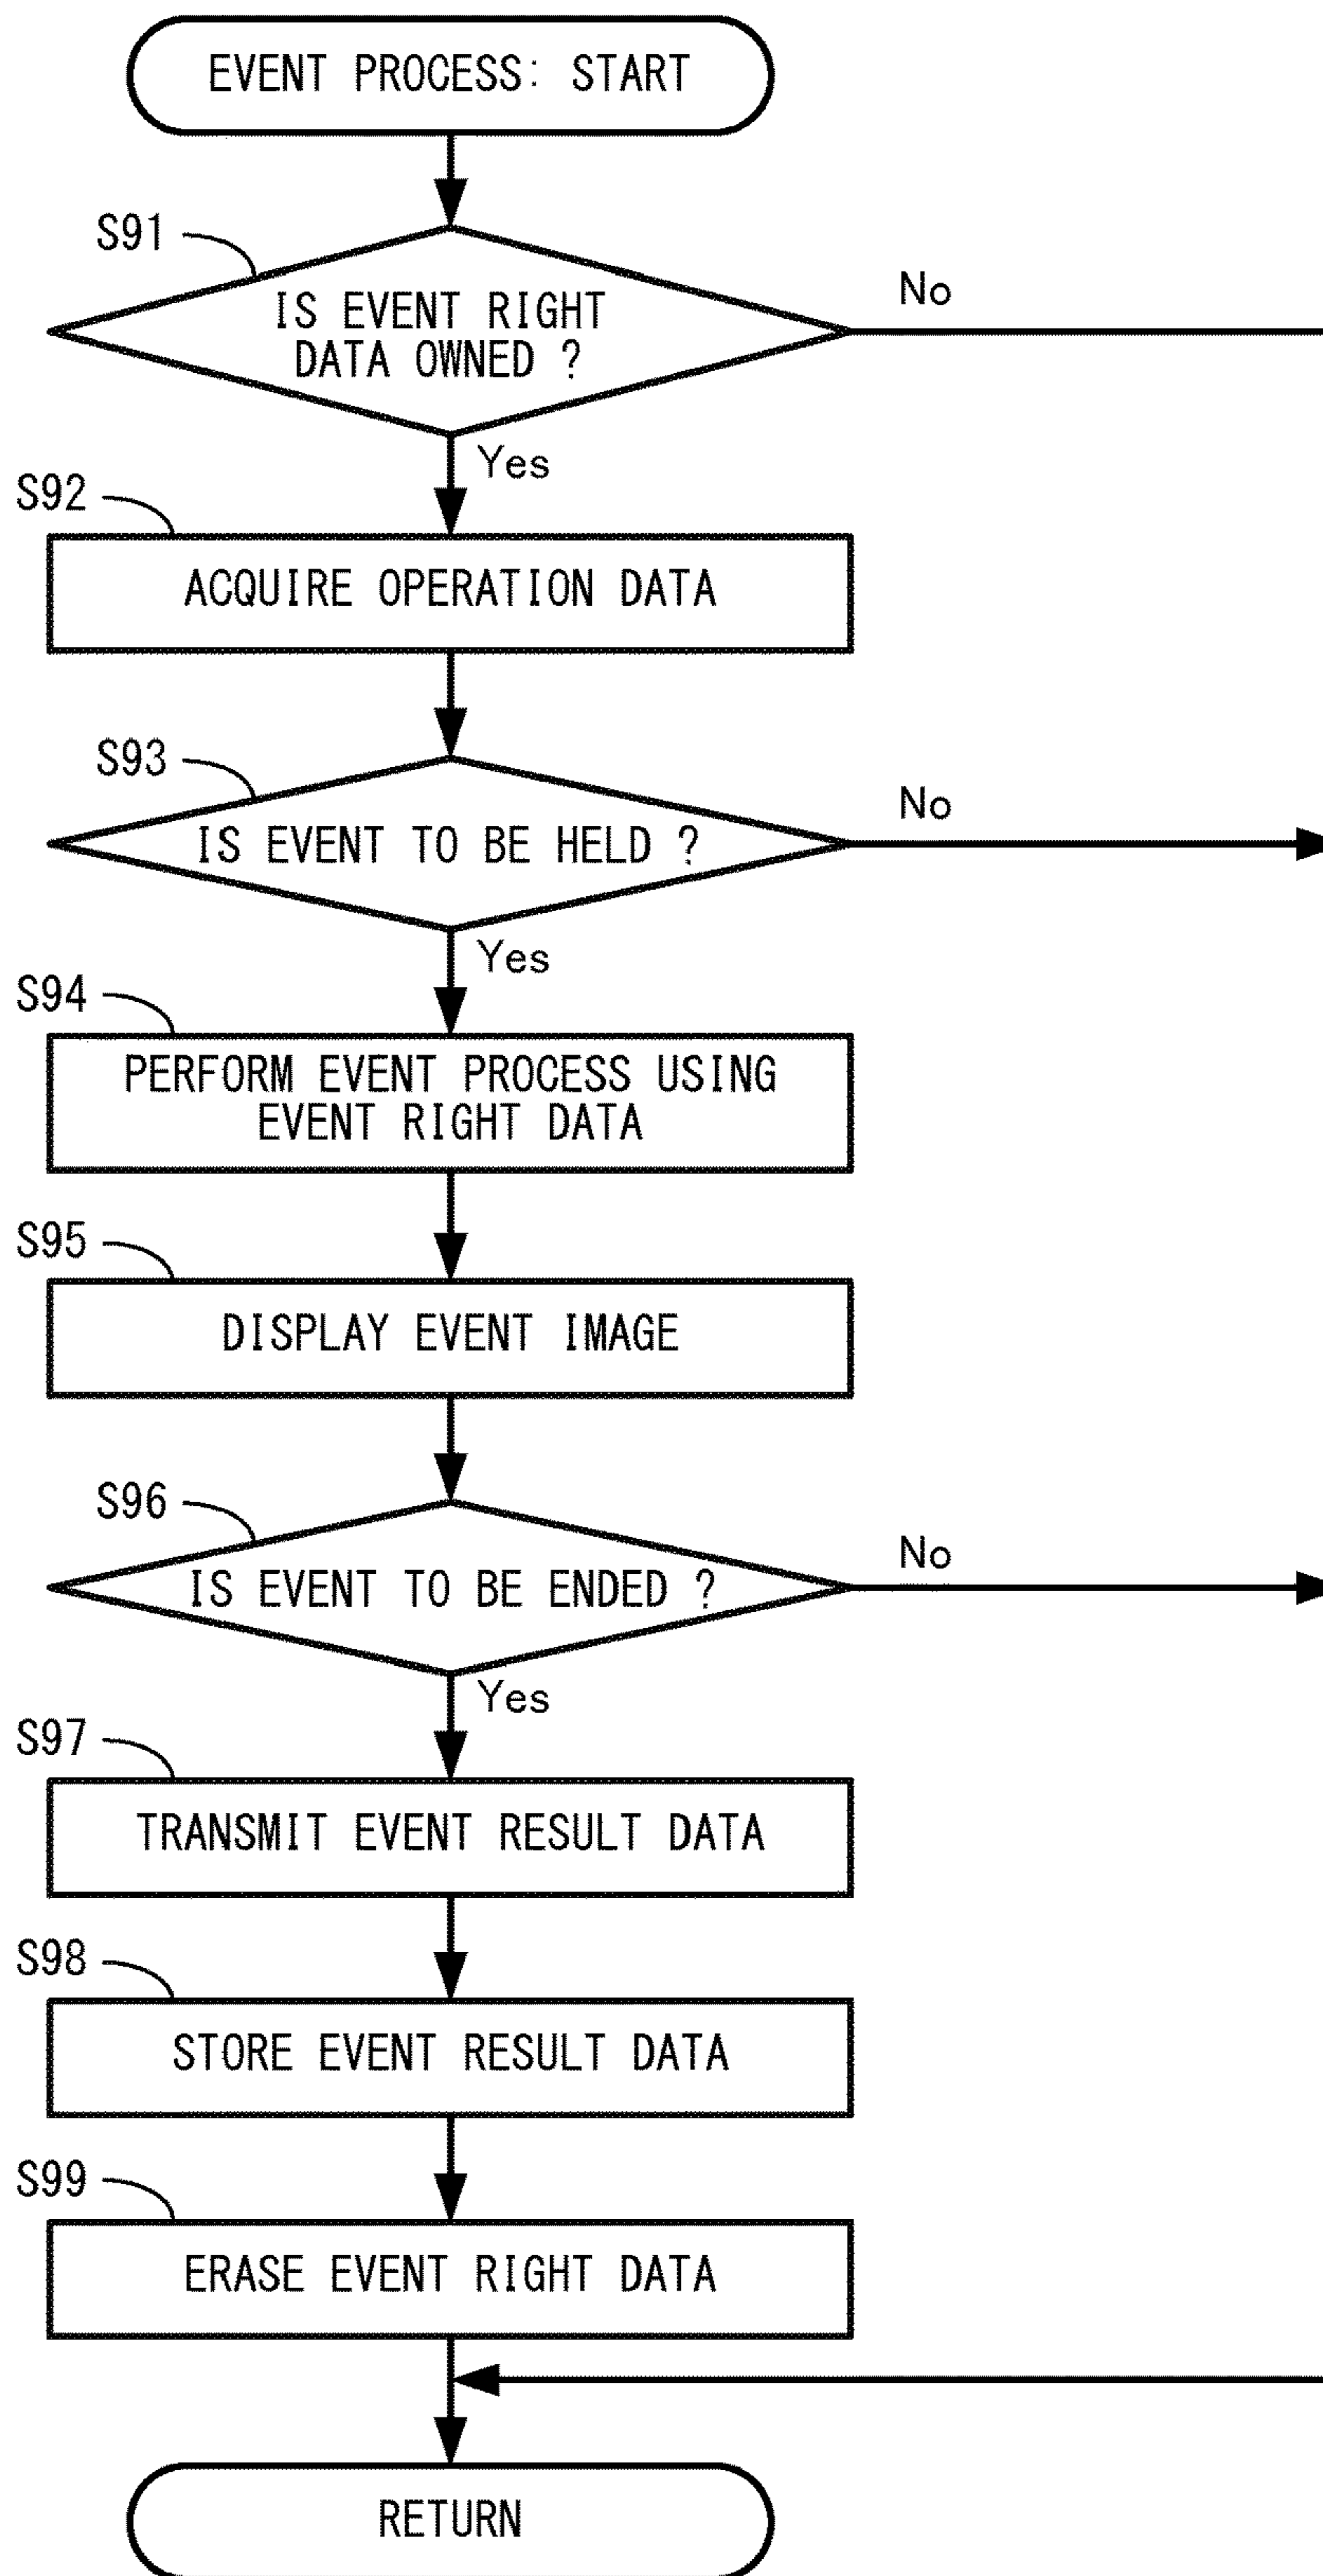 EVENT PROCESS: START
S91
IS EVENT RIGHT
DATA OWNED ?
No
Yes
S92
ACQUIRE OPERATION DATA
S93
IS EVENT TO BE HELD ?
No
Yes
S94
PERFORM EVENT PROCESS USING
EVENT RIGHT DATA
S95
DISPLAY EVENT IMAGE
S96
IS EVENT TO BE ENDED ?
No
Yes
S97
TRANSMIT EVENT RESULT DATA
S98
STORE EVENT RESULT DATA
S99
ERASE EVENT RIGHT DATA
RETURN